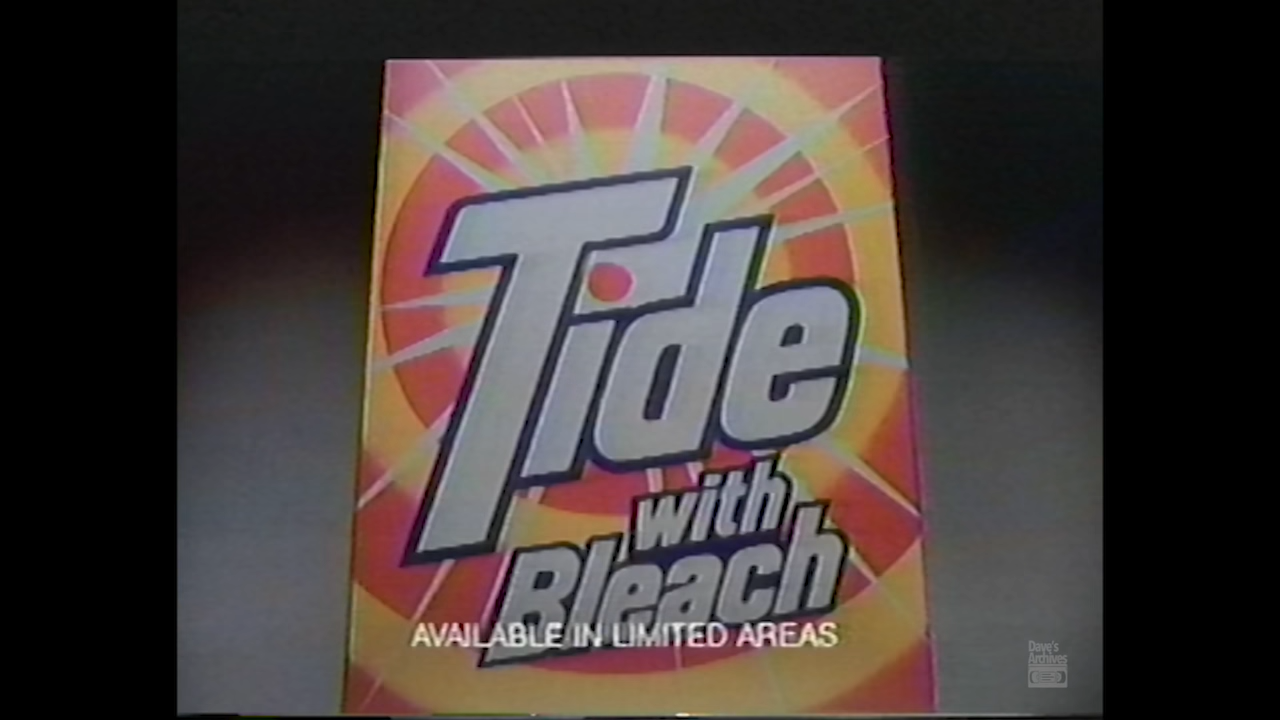 Tide
with
Bleach
AVAILABLE IN LIMITED AREAS
Dave's
Archives